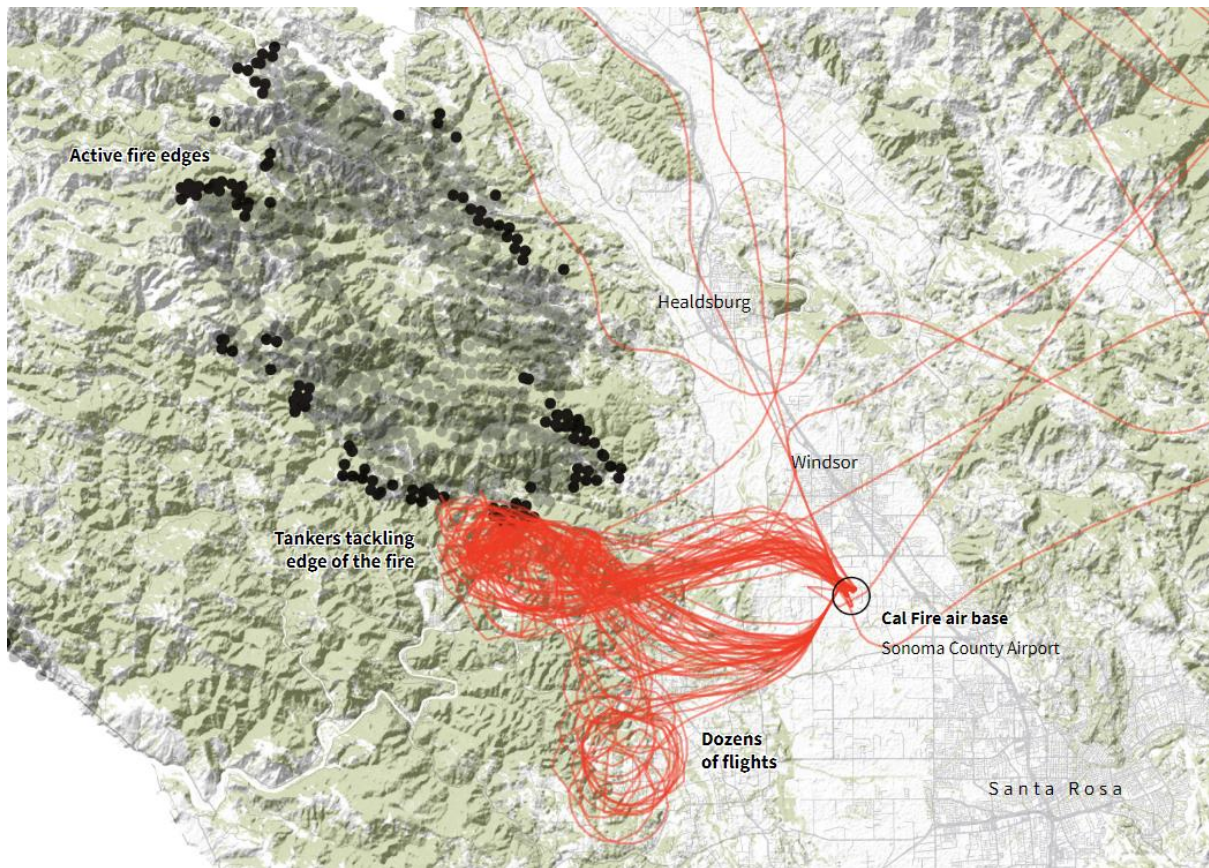 Active fire edges
Healdsburg
Windsor
Tankers tackling
edge of the fire
Cal Fire air base
Sonoma County Airport
Dozens
of flights
Santa Rosa